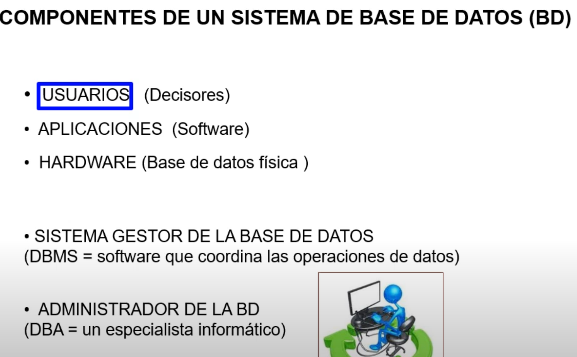 COMPONENTES DE UN SISTEMA DE BASE DE DATOS (BD)
• USUARIOS (Decisores)
• APLICACIONES (Software)
• HARDWARE (Base de datos física )
• SISTEMA GESTOR DE LA BASE DE DATOS
(DBMS = software que coordina las operaciones de datos)
• ADMINISTRADOR DE LA BD
(DBA = un especialista informático)